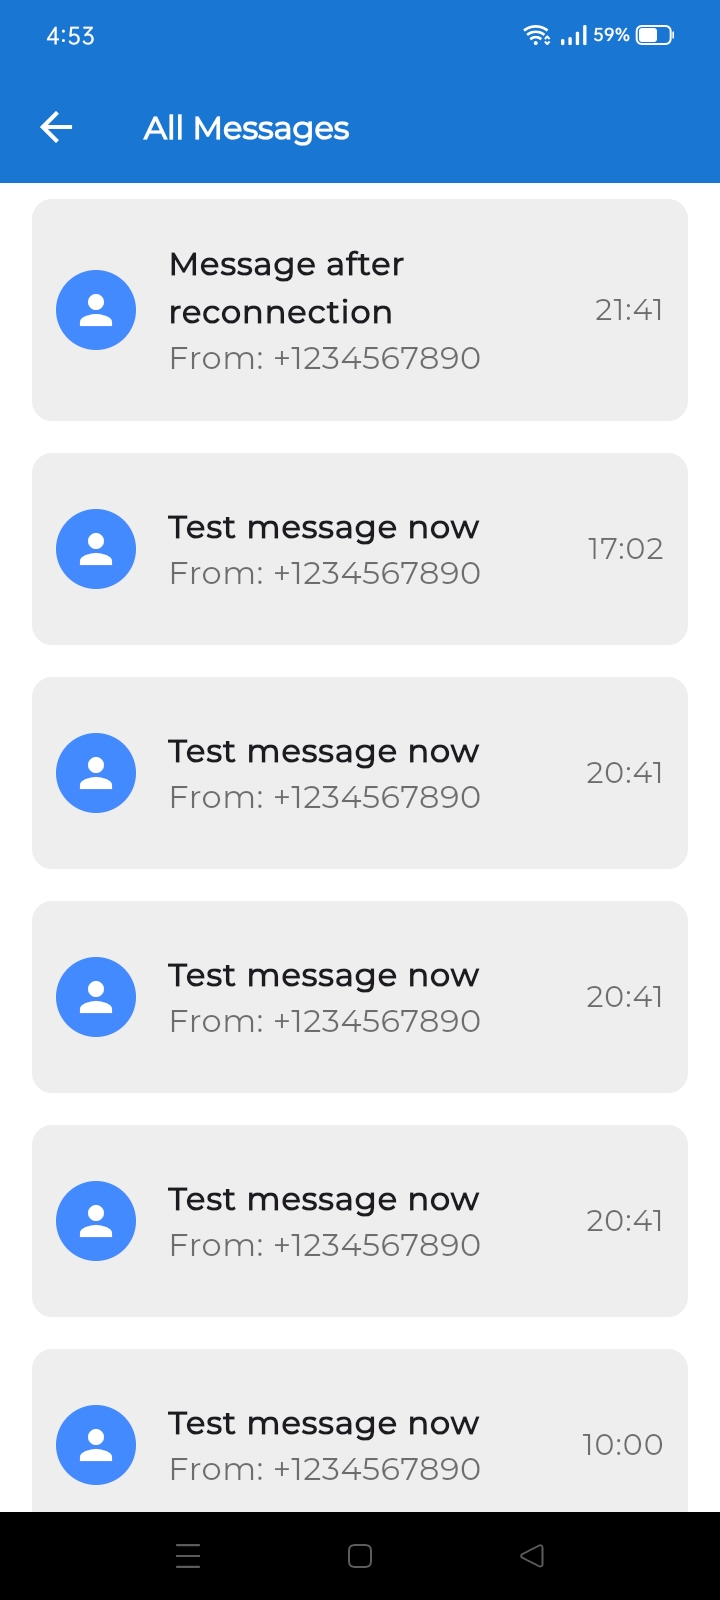 4:53
59%
All Messages
Message after
reconnection
21:41
From: +1234567890
Test message now
17:02
From: +1234567890
Test message now
20:41
From: +1234567890
Test message now
20:41
From: +1234567890
Test message now
20:41
From: +1234567890
Test message now
10:00
From: +1234567890